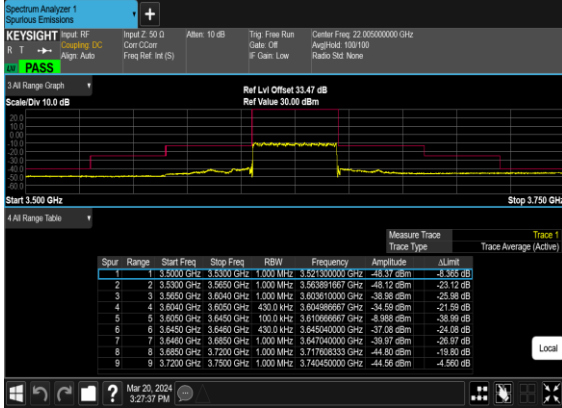 Spectrum Analyzer 1
Spurious Emissions
+
KEYSIGHT Input: RF Input Z: 50 Ω Atten: 10 dB Trig: Free Run Center Freq: 22.005000000 GHz
R T Coupling: DC Corr CCorr Gate: Off Avg|Hold: 100/100
Align: Auto Freq Ref: Int (S) IF Gain: Low Radio Std: None
LXI PASS
3 All Range Graph
Ref Lvl Offset 33.47 dB
Scale/Div 10.0 dB Ref Value 30.00 dBm
20.0
10.0
0.00
-10.0
-20.0
-30.0
-40.0
-50.0
-60.0
Start 3.500 GHz Stop 3.750 GHz
4 All Range Table
Measure Trace Trace 1
Trace Type Trace Average (Active)
Spur Range Start Freq Stop Freq RBW Frequency Amplitude ΔLimit
1 1 3.5000 GHz 3.5300 GHz 1.000 MHz 3.521300000 GHz -48.37 dBm -8.365 dB
2 2 3.5300 GHz 3.5650 GHz 1.000 MHz 3.563891667 GHz -48.12 dBm -23.12 dB
3 3 3.5650 GHz 3.6040 GHz 1.000 MHz 3.603610000 GHz -38.98 dBm -25.98 dB
4 4 3.6040 GHz 3.6050 GHz 430.0 kHz 3.604986667 GHz -34.59 dBm -21.59 dB
5 5 3.6050 GHz 3.6450 GHz 100.0 kHz 3.610666667 GHz -8.988 dBm -38.99 dB
6 6 3.6450 GHz 3.6460 GHz 430.0 kHz 3.645040000 GHz -37.08 dBm -24.08 dB
7 7 3.6460 GHz 3.6850 GHz 1.000 MHz 3.647040000 GHz -39.97 dBm -26.97 dB
8 8 3.6850 GHz 3.7200 GHz 1.000 MHz 3.717608333 GHz -44.80 dBm -19.80 dB
9 9 3.7200 GHz 3.7500 GHz 1.000 MHz 3.740450000 GHz -44.56 dBm -4.560 dB
Local
? Mar 20, 2024
3:27:37 PM